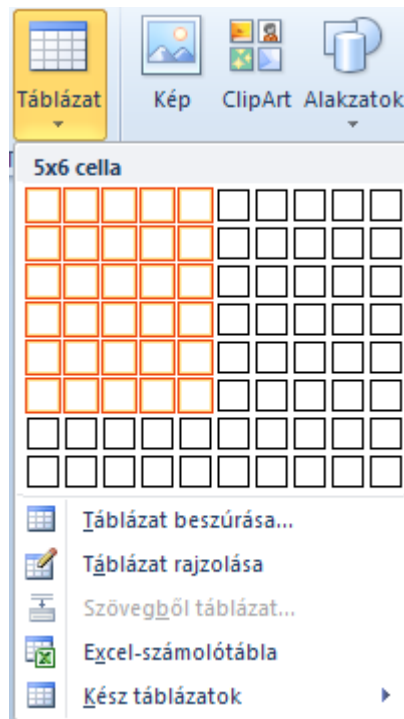 Táblázat Kép ClipArt Alakzatok
5x6 cella
Táblázat beszúrása...
Táblázat rajzolása
Szövegből táblázat...
Excel-számolótábla
Kész táblázatok